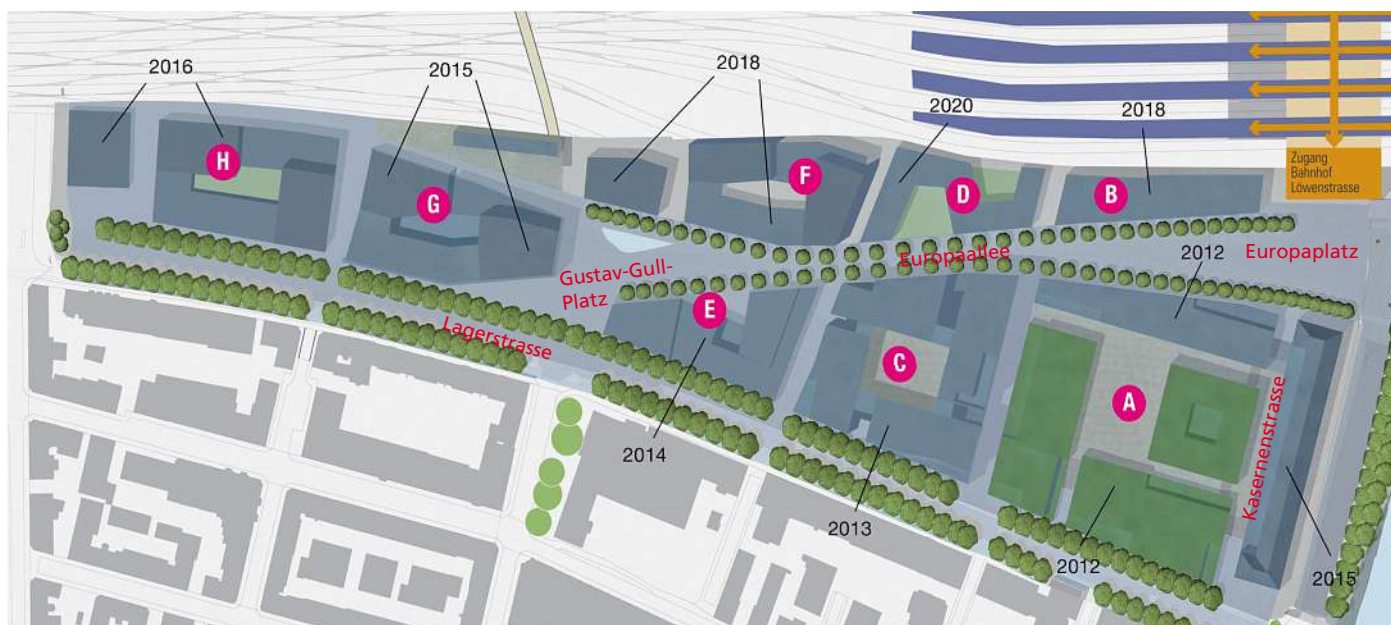 2016
2015
2018
2020
2018
Zugang
Bahnhof
Löwenstrasse
H
G
F
D
B
Gustav-Gull-
Platz
Europaallee
2012
Europaplatz
E
Lagerstrasse
C
A
Kasernenstrasse
2014
2013
2012
2015